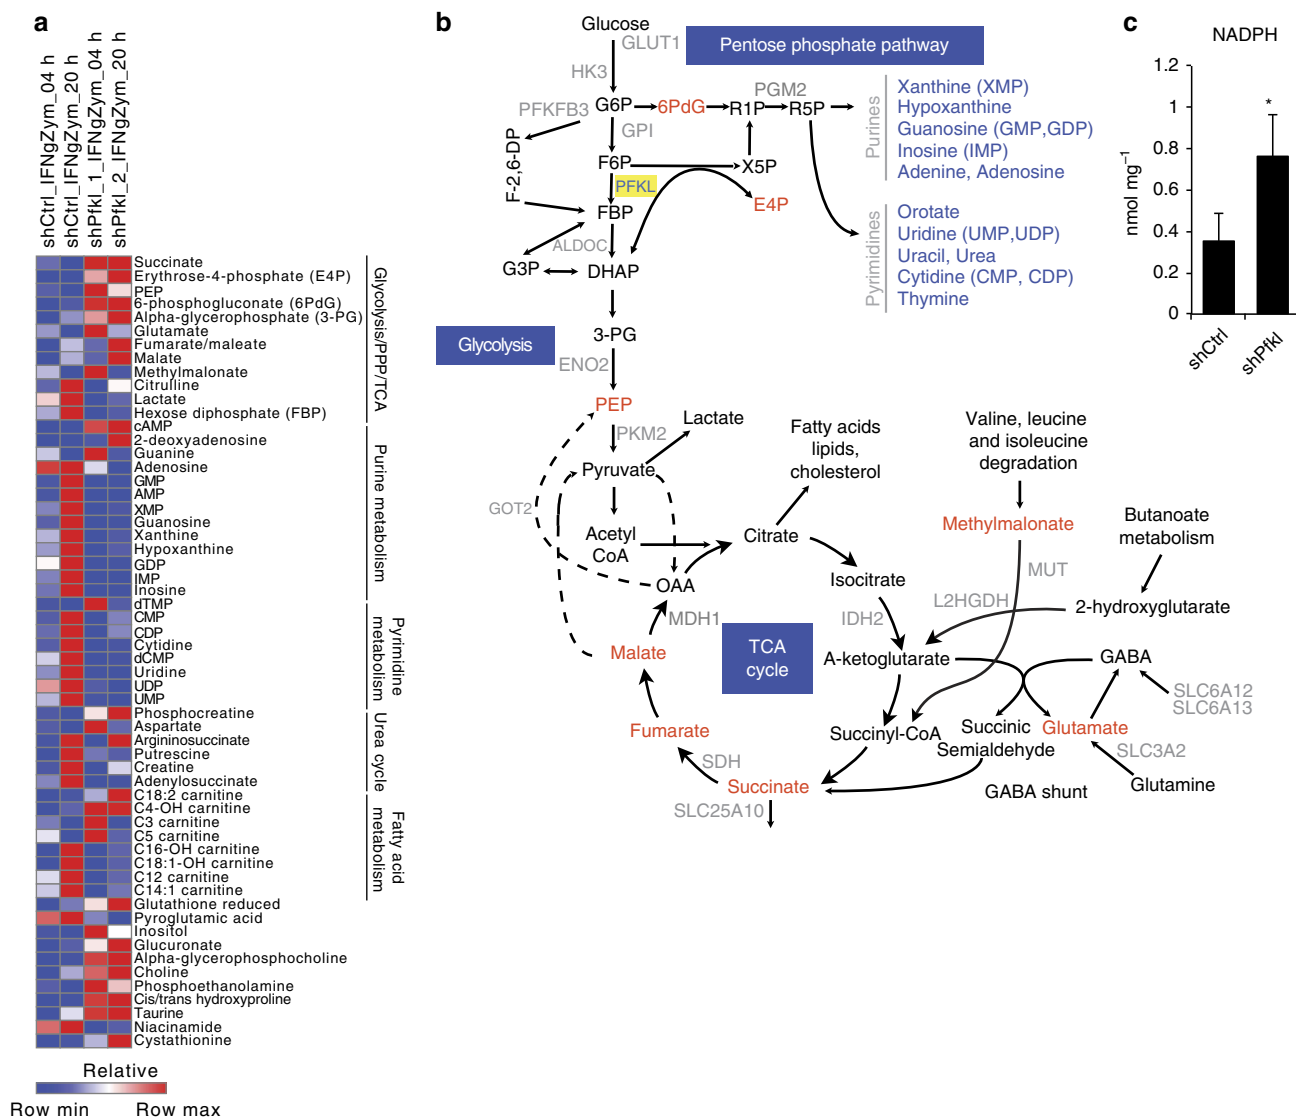 a
shCtrl_IFNgZym_04 h
shCtrl_IFNgZym_20 h
shPfkl_1_IFNgZym_04 h
shPfkl_2_IFNgZym_20 h
Succinate
Erythrose-4-phosphate (E4P)
PEP
6-phosphogluconate (6PdG)
Alpha-glycerophosphate (3-PG)
Glutamate
Fumarate/maleate
Malate
Methylmalonate
Citrulline
Lactate
Hexose diphosphate (FBP)
cAMP
2-deoxyadenosine
Guanine
Adenosine
GMP
AMP
XMP
Guanosine
Xanthine
Hypoxanthine
GDP
IMP
Inosine
dTMP
CMP
CDP
Cytidine
dCMP
Uridine
UDP
UMP
Phosphocreatine
Aspartate
Argininosuccinate
Putrescine
Creatine
Adenylosuccinate
C18:2 carnitine
C4-OH carnitine
C3 carnitine
C5 carnitine
C16-OH carnitine
C18:1-OH carnitine
C12 carnitine
C14:1 carnitine
Glutathione reduced
Pyroglutamic acid
Inositol
Glucuronate
Alpha-glycerophosphocholine
Choline
Phosphoethanolamine
Cis/trans hydroxyproline
Taurine
Niacinamide
Cystathionine
Glycolysis/PPP/TCA
Purine metabolism
Pyrimidine
metabolism
Urea cycle
Fatty acid
metabolism
Relative
Row min
Row max
b
Glucose
GLUT1
HK3
Pentose phosphate pathway
PFKFB3
G6P
6PdG
R1P
PGM2
R5P
GPI
F-2,6-DP
F6P
X5P
PFKL
E4P
FBP
ALDOC
G3P
DHAP
Purines
Xanthine (XMP)
Hypoxanthine
Guanosine (GMP,GDP)
Inosine (IMP)
Adenine, Adenosine
Pyrimidines
Orotate
Uridine (UMP,UDP)
Uracil, Urea
Cytidine (CMP, CDP)
Thymine
Glycolysis
3-PG
ENO2
PEP
PKM2
Lactate
Pyruvate
GOT2
Acetyl
CoA
OAA
Fatty acids
lipids,
cholesterol
Citrate
Valine, leucine
and isoleucine
degradation
Methylmalonate
Butanoate
metabolism
MUT
Isocitrate
IDH2
L2HGDH
2-hydroxyglutarate
MDH1
TCA
cycle
Malate
A-ketoglutarate
GABA
SLC6A12
SLC6A13
Fumarate
Succinyl-CoA
Succinic
Semialdehyde
Glutamate
SLC3A2
SDH
Succinate
SLC25A10
GABA shunt
Glutamine
c
NADPH
nmol mg⁻¹
1.2
1
0.8
0.6
0.4
0.2
0
*
shCtrl
shPfkl